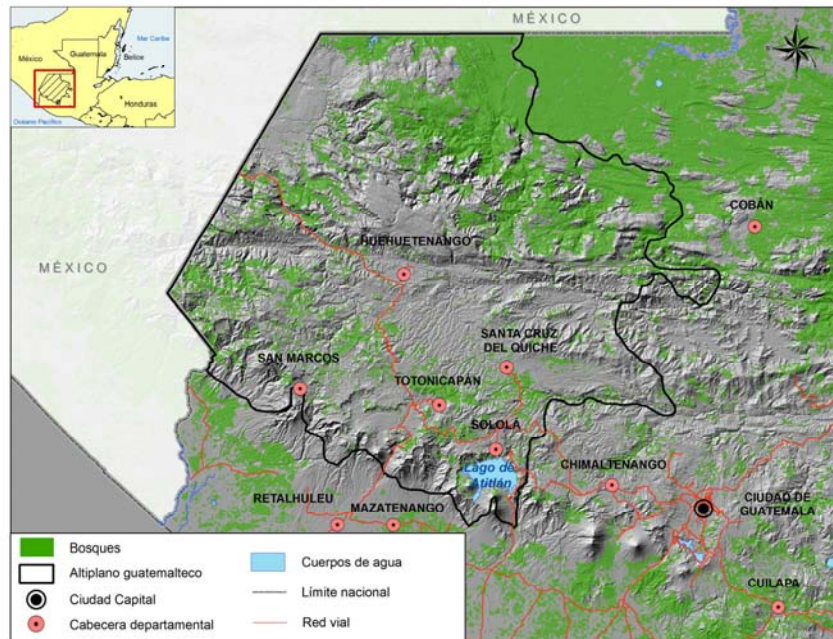 MÉXICO
Mar Caribe
Guatemala
México
Belice
Honduras
Océano Pacífico
COBÁN
HUEHUETENANGO
MÉXICO
SANTA CRUZ
DEL QUICHE
SAN MARCOS
TOTONICAPÁN
SOLOLÁ
Lago de
Atitlán
CHIMALTENANGO
CIUDAD DE
GUATEMALA
RETALHULEU
MAZATENANGO
CUILAPA
Bosques
Altiplano guatemalteco
Ciudad Capital
Cabecera departamental
Cuerpos de agua
Límite nacional
Red vial